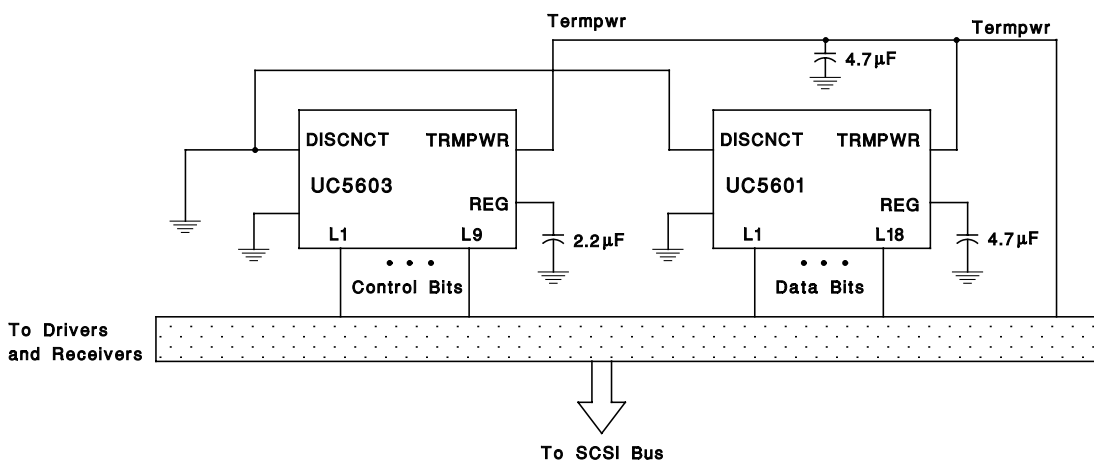 Termpwr
Termpwr
4.7µF
DISCNCT TRMPWR
UC5603
REG
L1 L9
2.2µF
• • •
Control Bits
DISCNCT TRMPWR
UC5601
REG
L1 L18
4.7µF
• • •
Data Bits
To Drivers
and Receivers
To SCSI Bus